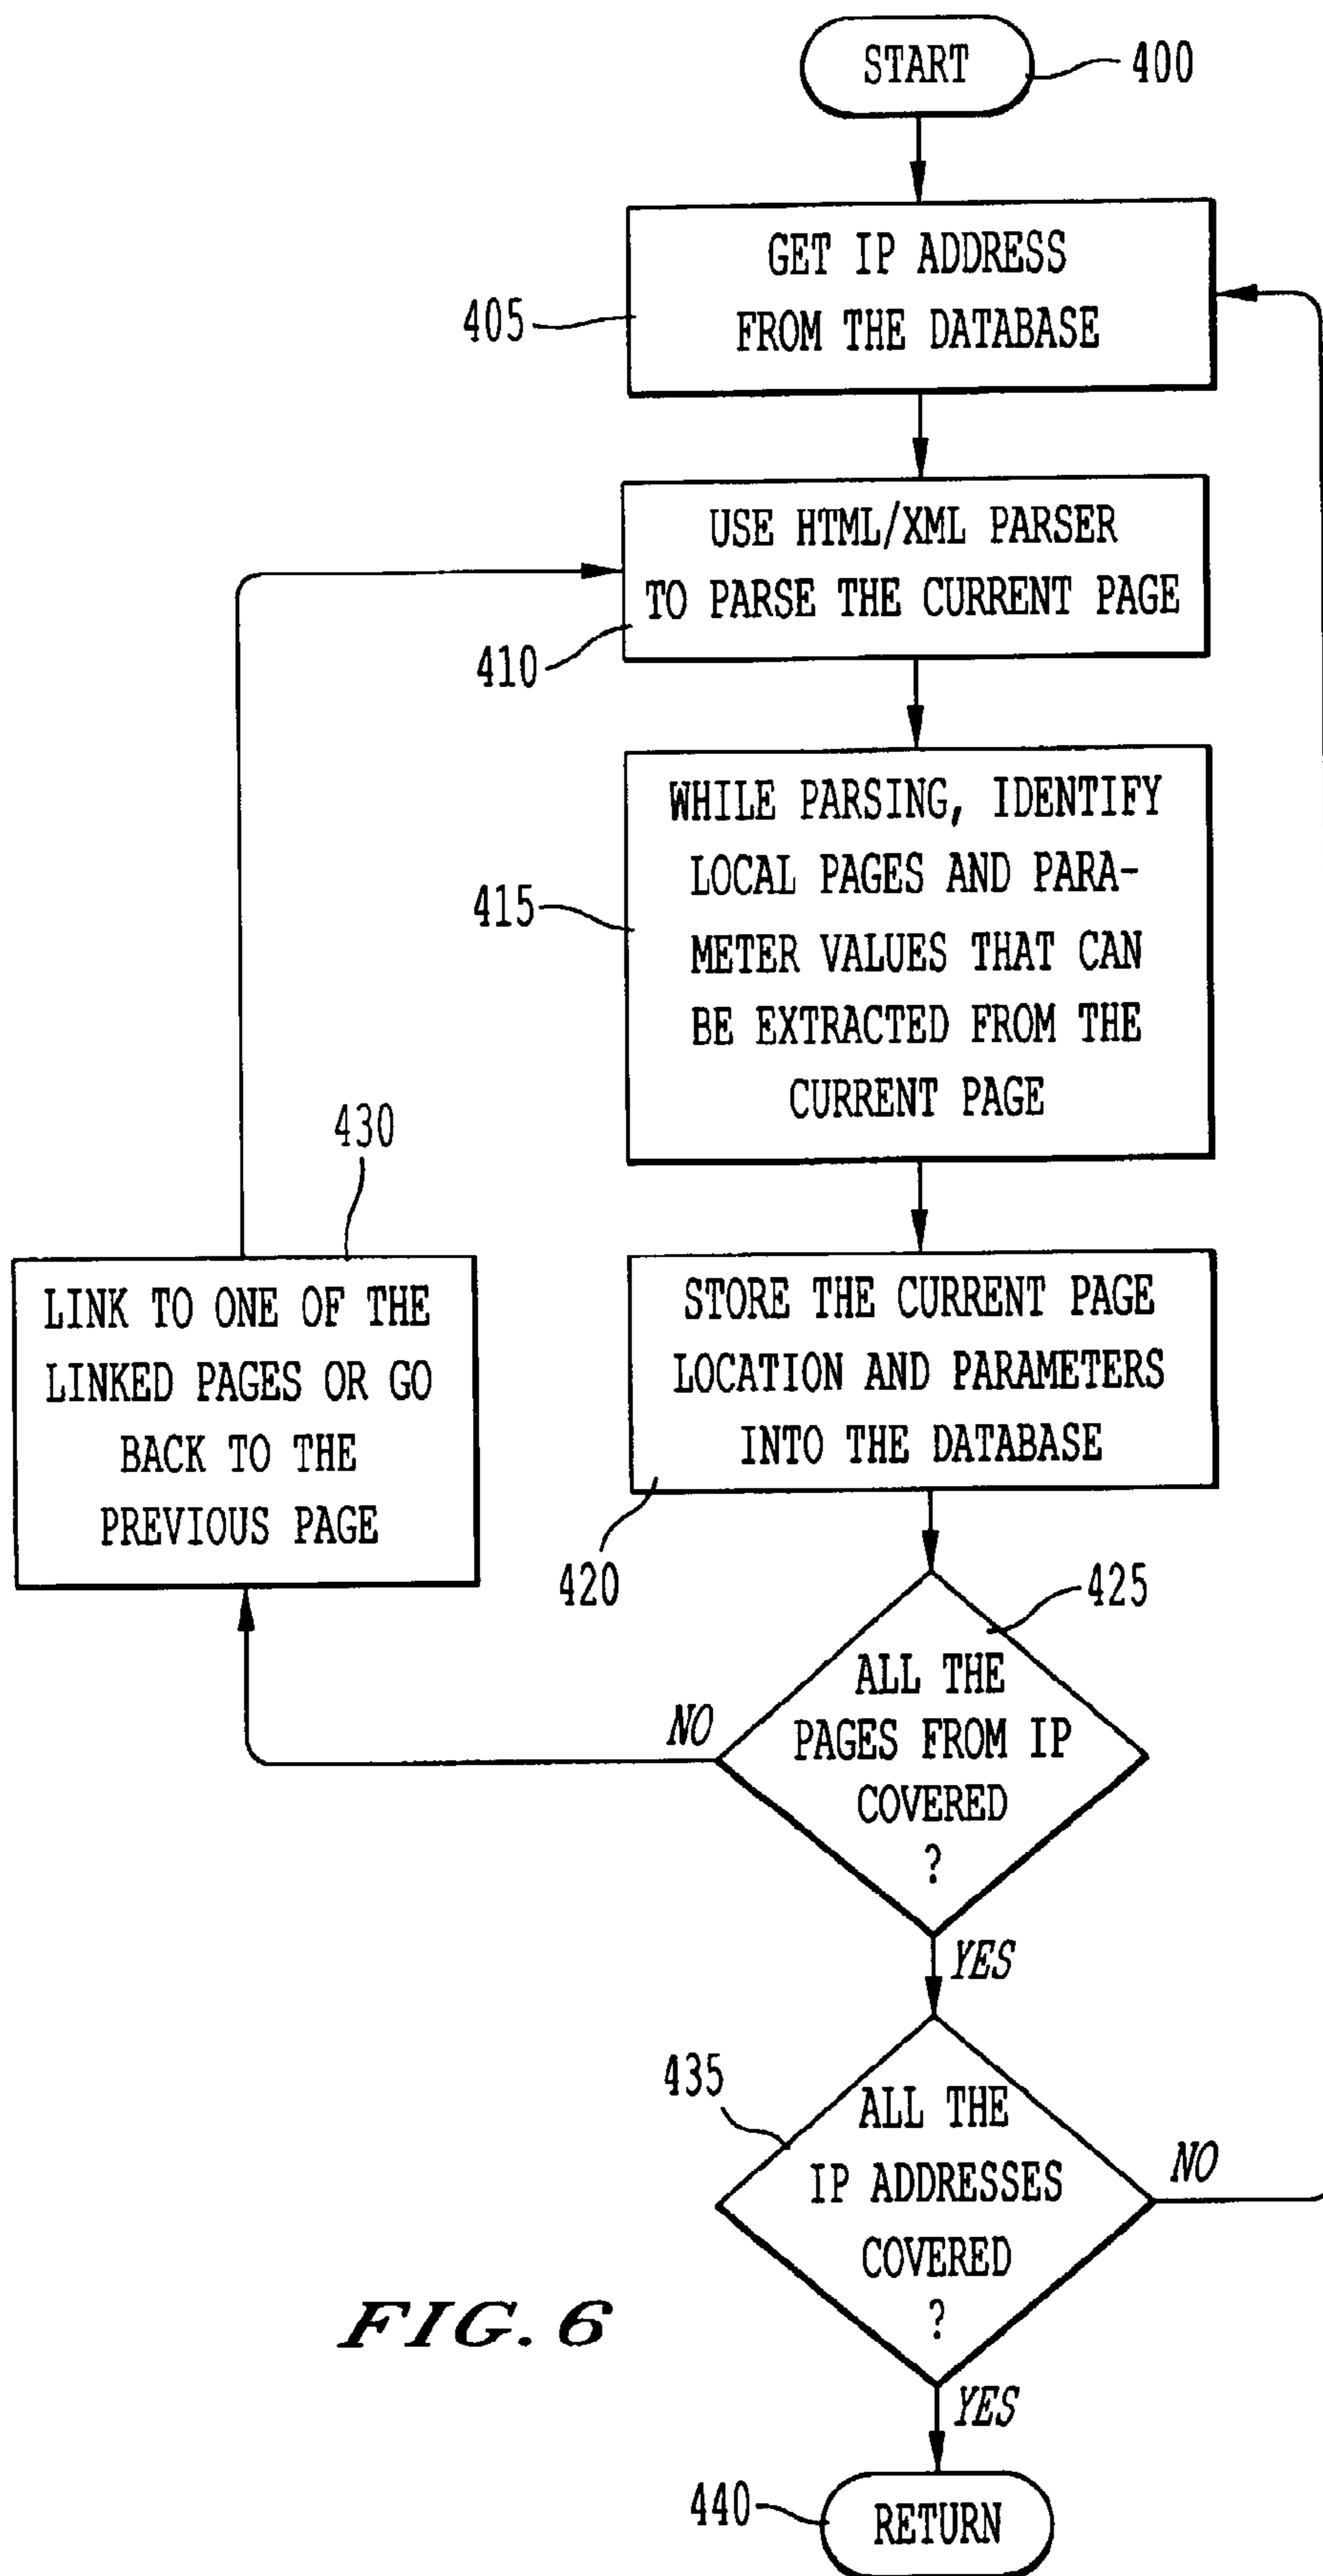 START
400
GET IP ADDRESS
FROM THE DATABASE
405
USE HTML/XML PARSER
TO PARSE THE CURRENT PAGE
410
WHILE PARSING, IDENTIFY
LOCAL PAGES AND PARA-
METER VALUES THAT CAN
BE EXTRACTED FROM THE
CURRENT PAGE
415
430
LINK TO ONE OF THE
LINKED PAGES OR GO
BACK TO THE
PREVIOUS PAGE
STORE THE CURRENT PAGE
LOCATION AND PARAMETERS
INTO THE DATABASE
420
425
ALL THE
PAGES FROM IP
COVERED
?
NO
YES
435
ALL THE
IP ADDRESSES
COVERED
?
NO
YES
FIG. 6
440
RETURN